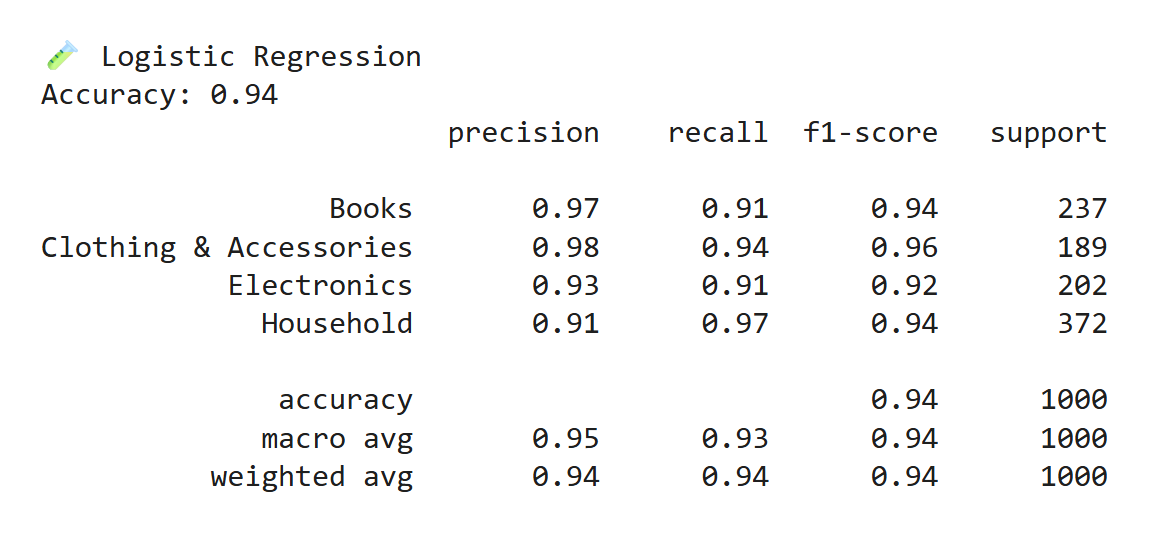 🧪 Logistic Regression
Accuracy: 0.94
precision recall f1-score support
Books 0.97 0.91 0.94 237
Clothing & Accessories 0.98 0.94 0.96 189
Electronics 0.93 0.91 0.92 202
Household 0.91 0.97 0.94 372
accuracy 0.94 1000
macro avg 0.95 0.93 0.94 1000
weighted avg 0.94 0.94 0.94 1000